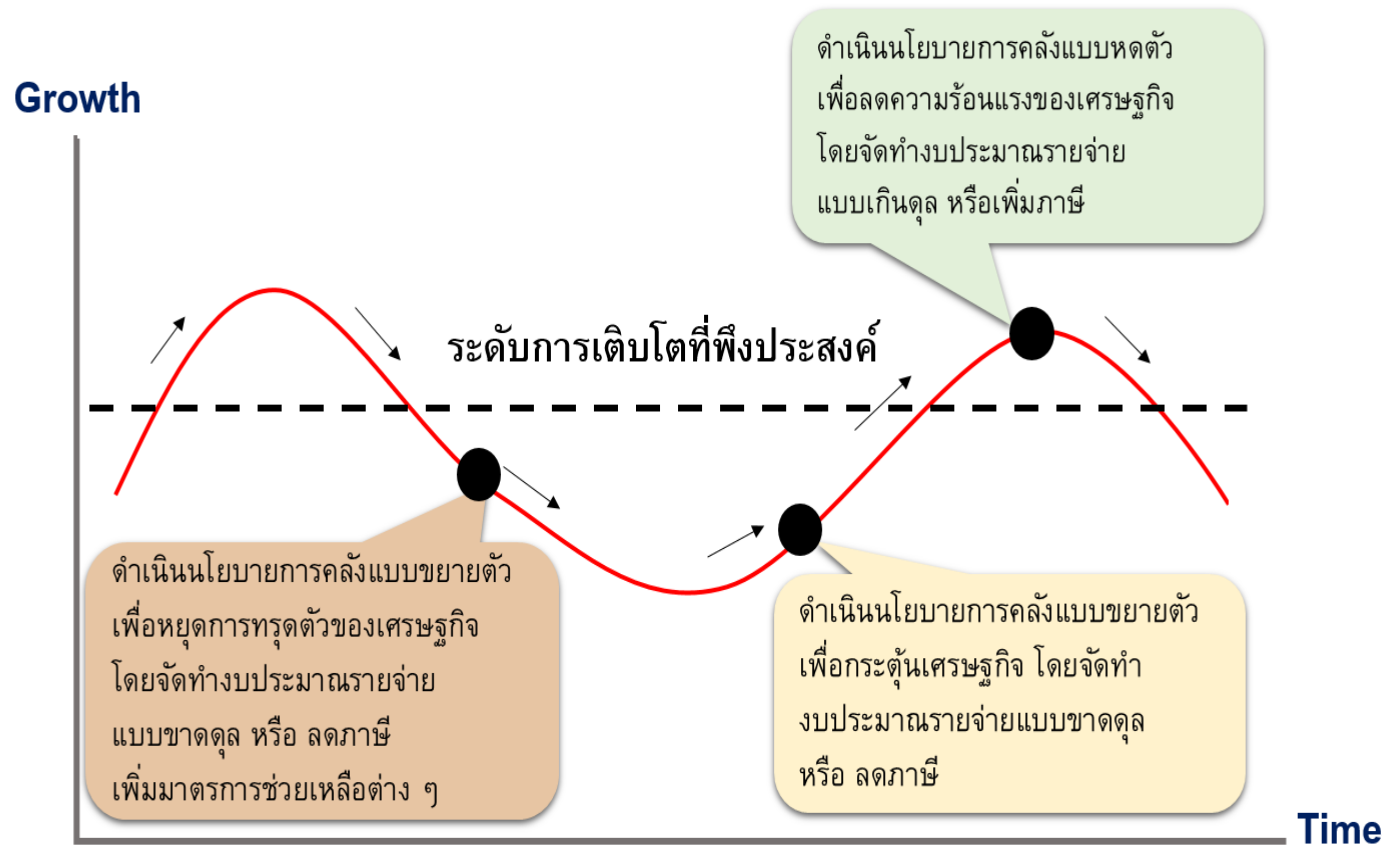 Growth
ดำเนินนโยบายการคลังแบบหดตัว
เพื่อลดความร้อนแรงของเศรษฐกิจ
โดยจัดทำงบประมาณรายจ่าย
แบบเกินดุล หรือเพิ่มภาษี
ระดับการเติบโตที่พึงประสงค์
ดำเนินนโยบายการคลังแบบขยายตัว
เพื่อหยุดการทรุดตัวของเศรษฐกิจ
โดยจัดทำงบประมาณรายจ่าย
แบบขาดดุล หรือ ลดภาษี
เพิ่มมาตรการช่วยเหลือต่าง ๆ
ดำเนินนโยบายการคลังแบบขยายตัว
เพื่อกระตุ้นเศรษฐกิจ โดยจัดทำ
งบประมาณรายจ่ายแบบขาดดุล
หรือ ลดภาษี
Time